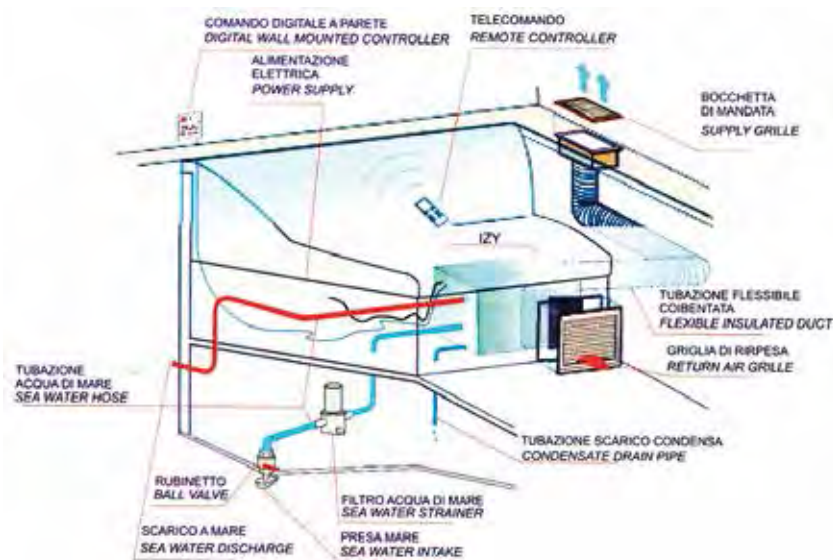 COMANDO DIGITALE A PARETE
DIGITAL WALL MOUNTED CONTROLLER
TELECOMANDO
REMOTE CONTROLLER
ALIMENTAZIONE
ELETTRICA
POWER SUPPLY
BOCCHETTA
DI MANDATA
SUPPLY GRILLE
IZY
TUBAZIONE FLESSIBILE
COIBENTATA
FLEXIBLE INSULATED DUCT
GRIGLIA DI RIRPESA
RETURN AIR GRILLE
TUBAZIONE
ACQUA DI MARE
SEA WATER HOSE
TUBAZIONE SCARICO CONDENSA
CONDENSATE DRAIN PIPE
RUBINETTO
BALL VALVE
FILTRO ACQUA DI MARE
SEA WATER STRAINER
SCARICO A MARE
SEA WATER DISCHARGE
PRESA MARE
SEA WATER INTAKE